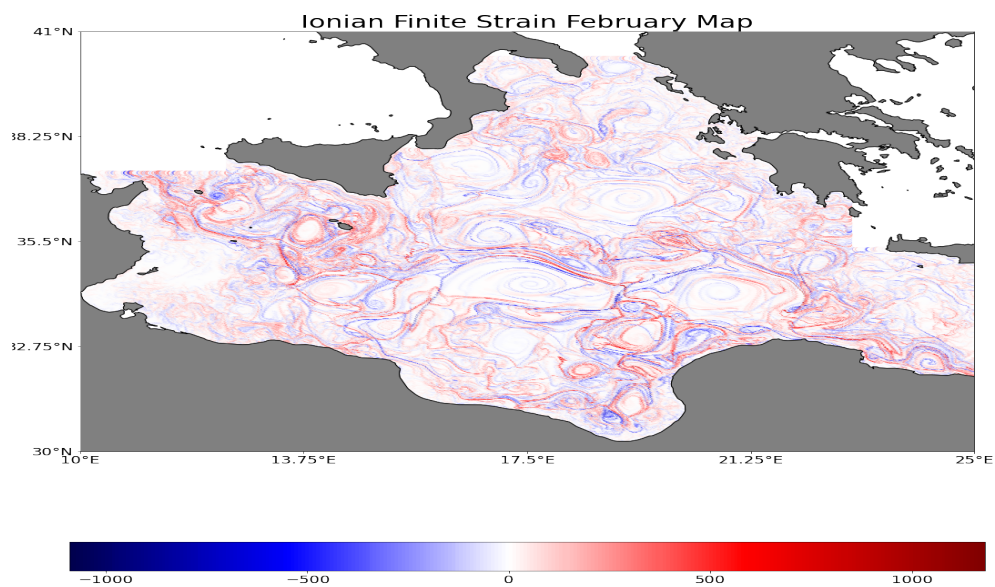 Ionian Finite Strain February Map
41°N
38.25°N
35.5°N
32.75°N
30°N
10°E 13.75°E 17.5°E 21.25°E 25°E
−1000 −500 0 500 1000